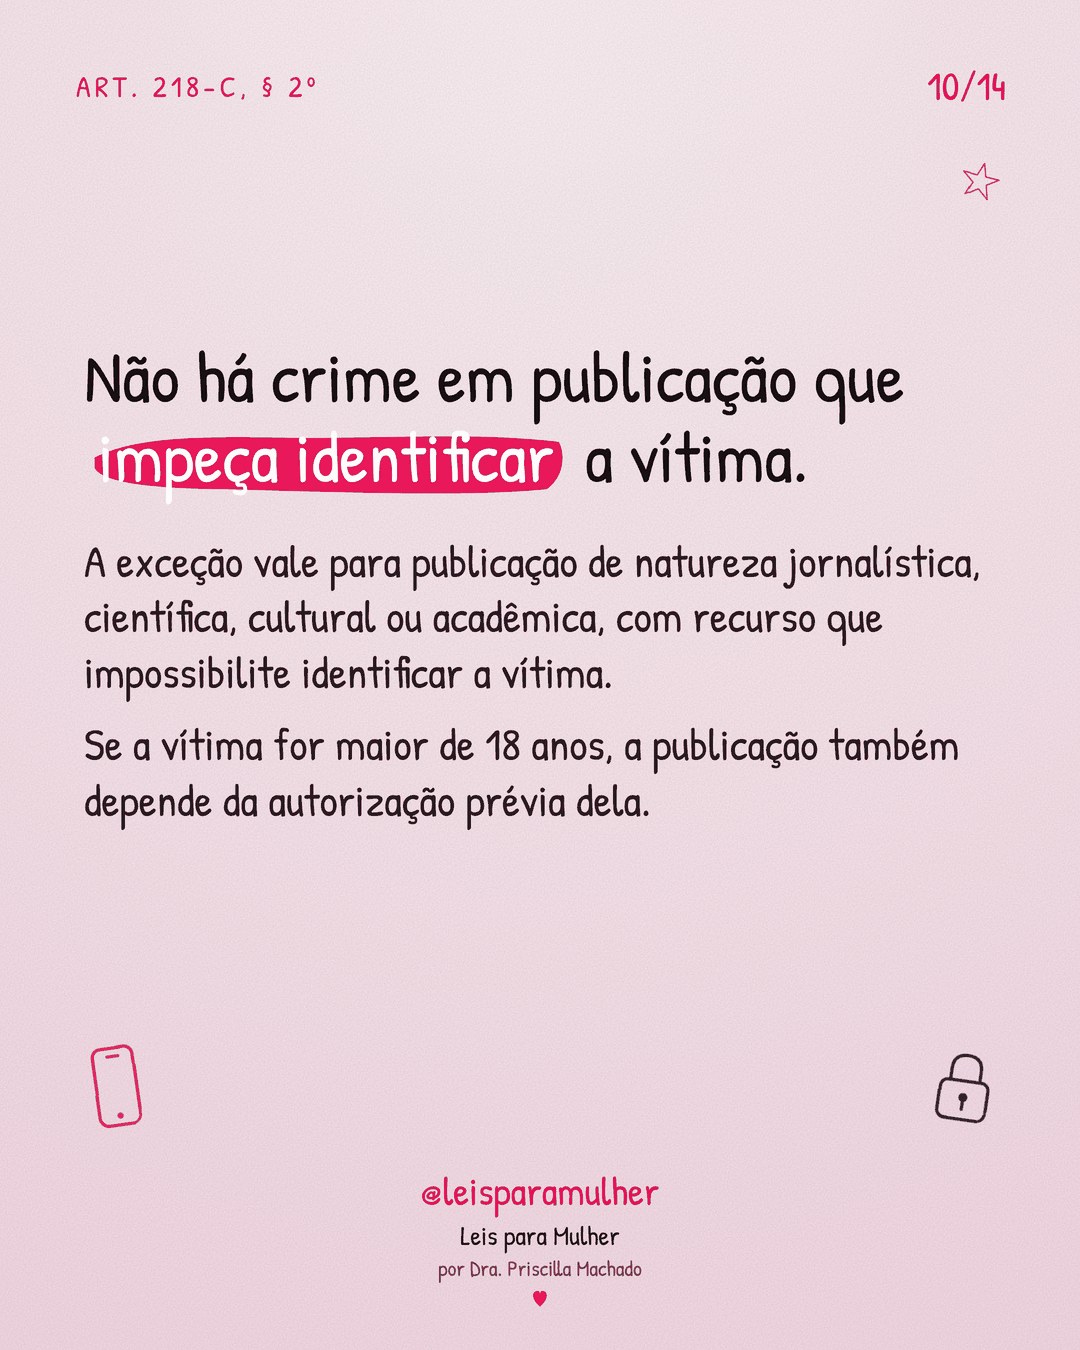 ART. 218-C, § 2º
10/14
Não há crime em publicação que
impeça identificar a vítima.
A exceção vale para publicação de natureza jornalística,
científica, cultural ou acadêmica, com recurso que
impossibilite identificar a vítima.
Se a vítima for maior de 18 anos, a publicação também
depende da autorização prévia dela.
@leisparamulher
Leis para Mulher
por Dra. Priscilla Machado